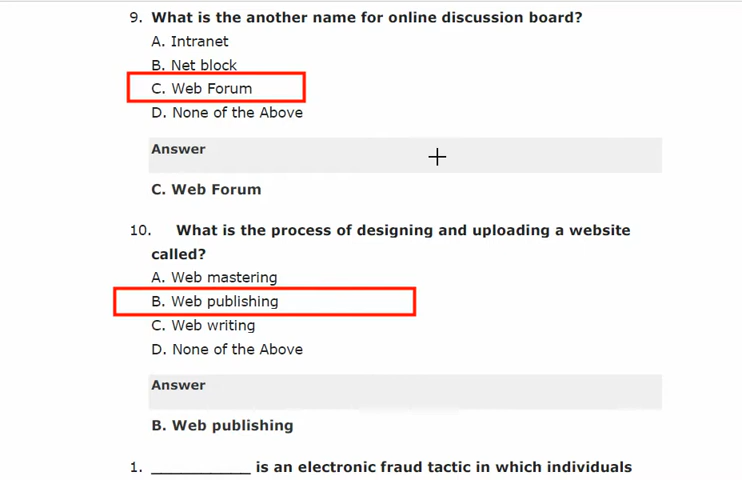 9. What is the another name for online discussion board?
A. Intranet
B. Net block
C. Web Forum
D. None of the Above
Answer
C. Web Forum
10. What is the process of designing and uploading a website
called?
A. Web mastering
B. Web publishing
C. Web writing
D. None of the Above
Answer
B. Web publishing
1. ___________ is an electronic fraud tactic in which individuals